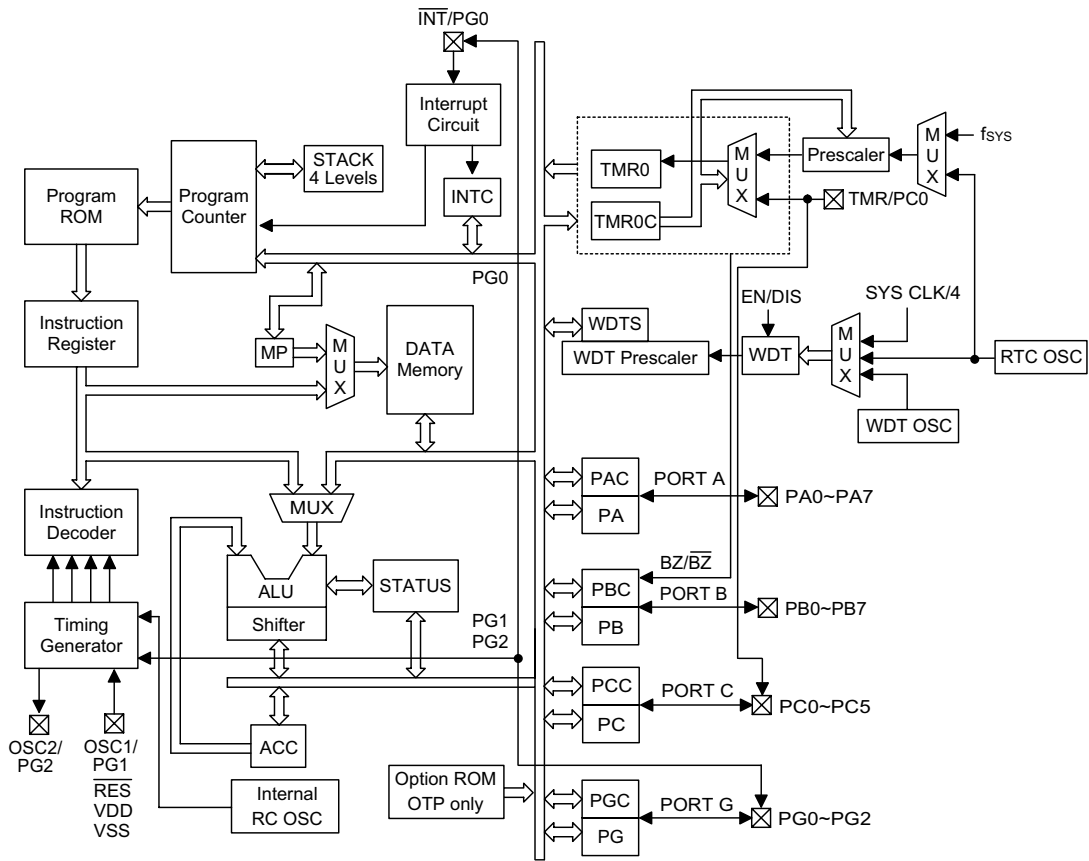 I̅N̅T̅/PG0
Interrupt
Circuit
STACK
4 Levels
Program
ROM
Program
Counter
INTC
PG0
TMR0
TMR0C
M
U
X
Prescaler
M
U
X
fSYS
TMR/PC0
Instruction
Register
MP
M
U
X
DATA
Memory
WDTS
WDT Prescaler
EN/DIS
WDT
SYS CLK/4
M
U
X
RTC OSC
WDT OSC
Instruction
Decoder
MUX
PAC
PA
PORT A
PA0~PA7
ALU
Shifter
STATUS
BZ/B̅Z̅
PBC
PB
PORT B
PB0~PB7
Timing
Generator
PG1
PG2
PCC
PC
PORT C
PC0~PC5
OSC2/
PG2
OSC1/
PG1
R̅E̅S̅
VDD
VSS
ACC
Internal
RC OSC
Option ROM
OTP only
PGC
PG
PORT G
PG0~PG2